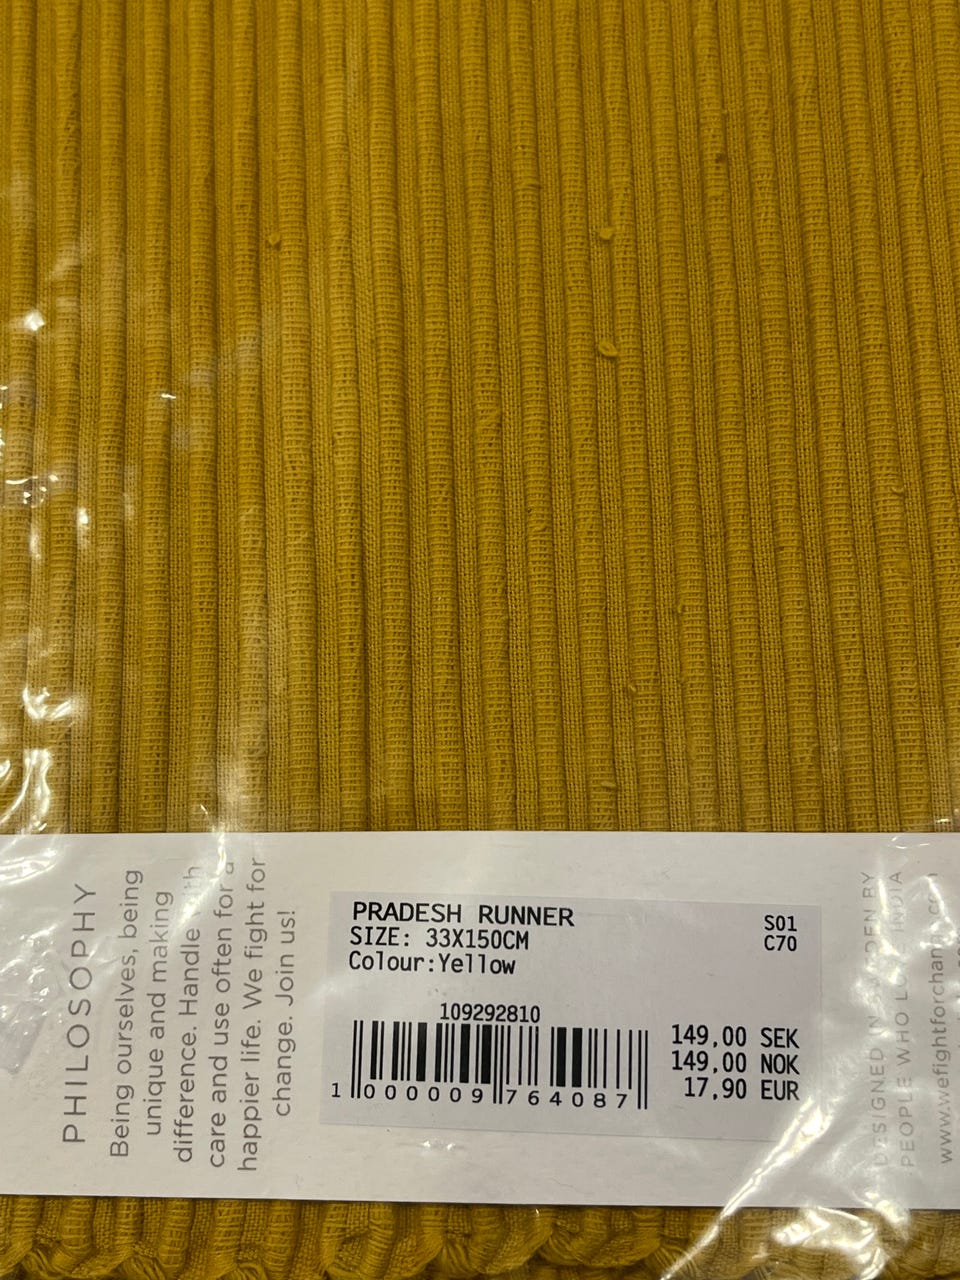 PHILOSOPHY
Being ourselves, being
unique and making
difference. Handle with
care and use often for a
happier life. We fight for
change. Join us!
PRADESH RUNNER
SIZE: 33X150CM
Colour:Yellow
S01
C70
109292810
1 000009 764087
149,00 SEK
149,00 NOK
17,90 EUR
DESIGNED IN SWEDEN BY
PEOPLE WHO LOVE INDIA
www.wefightforchange.com